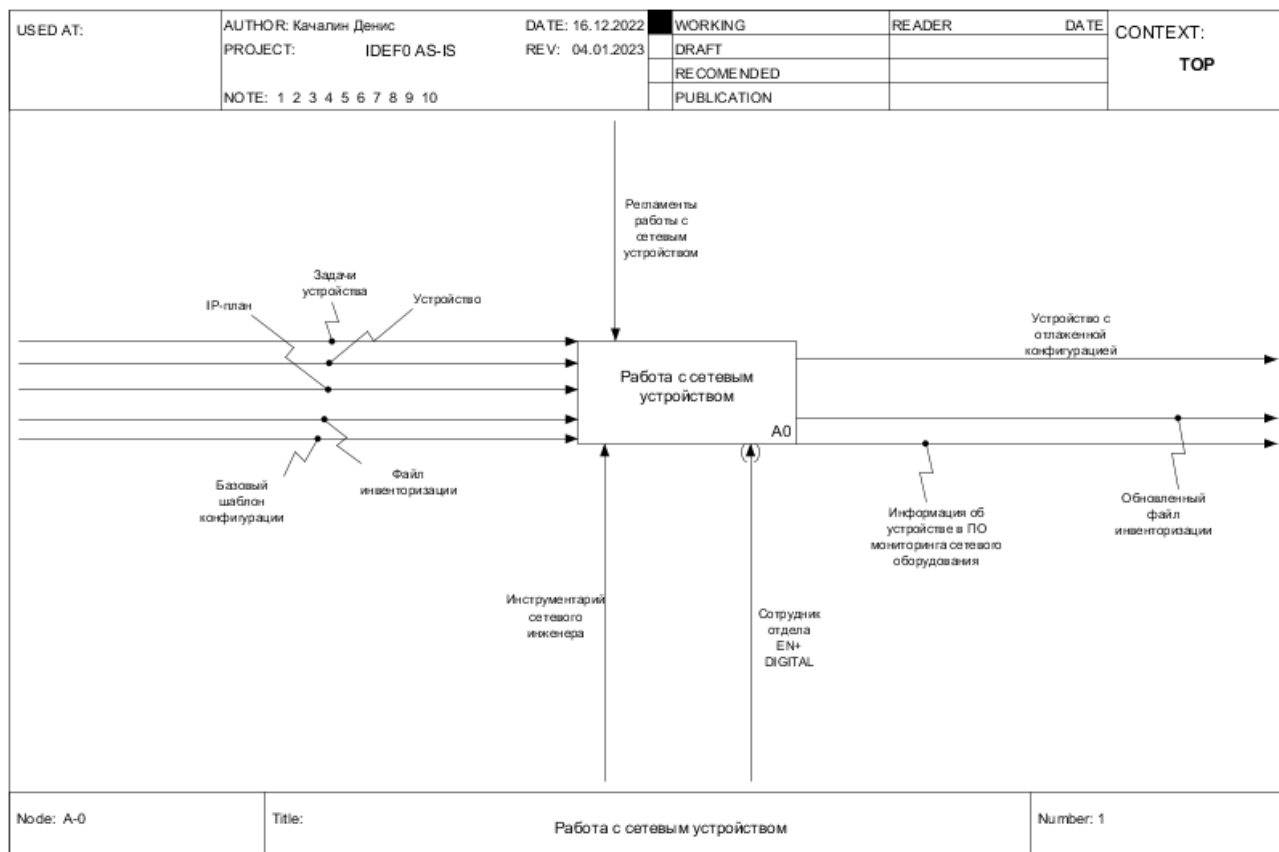 USED AT:
AUTHOR: Качалин Денис
DATE: 16.12.2022
PROJECT: IDEF0 AS-IS
REV: 04.01.2023
NOTE: 1 2 3 4 5 6 7 8 9 10
WORKING
DRAFT
RECOMENDED
PUBLICATION
READER
DATE
CONTEXT:
TOP
Регламенты
работы с
сетевым
устройством
Задачи
устройства
IP-план
Устройство
Устройство с
отлаженной
конфигурацией
Работа с сетевым
устройством
A0
Базовый
шаблон
конфигурации
Файл
инвенторизации
Информация об
устройстве в ПО
мониторинга сетевого
оборудования
Обновленный
файл
инвенторизации
Инструментарий
сетевого
инженера
Сотрудник
отдела
EN+
DIGITAL
Node: A-0
Title:
Работа с сетевым устройством
Number: 1